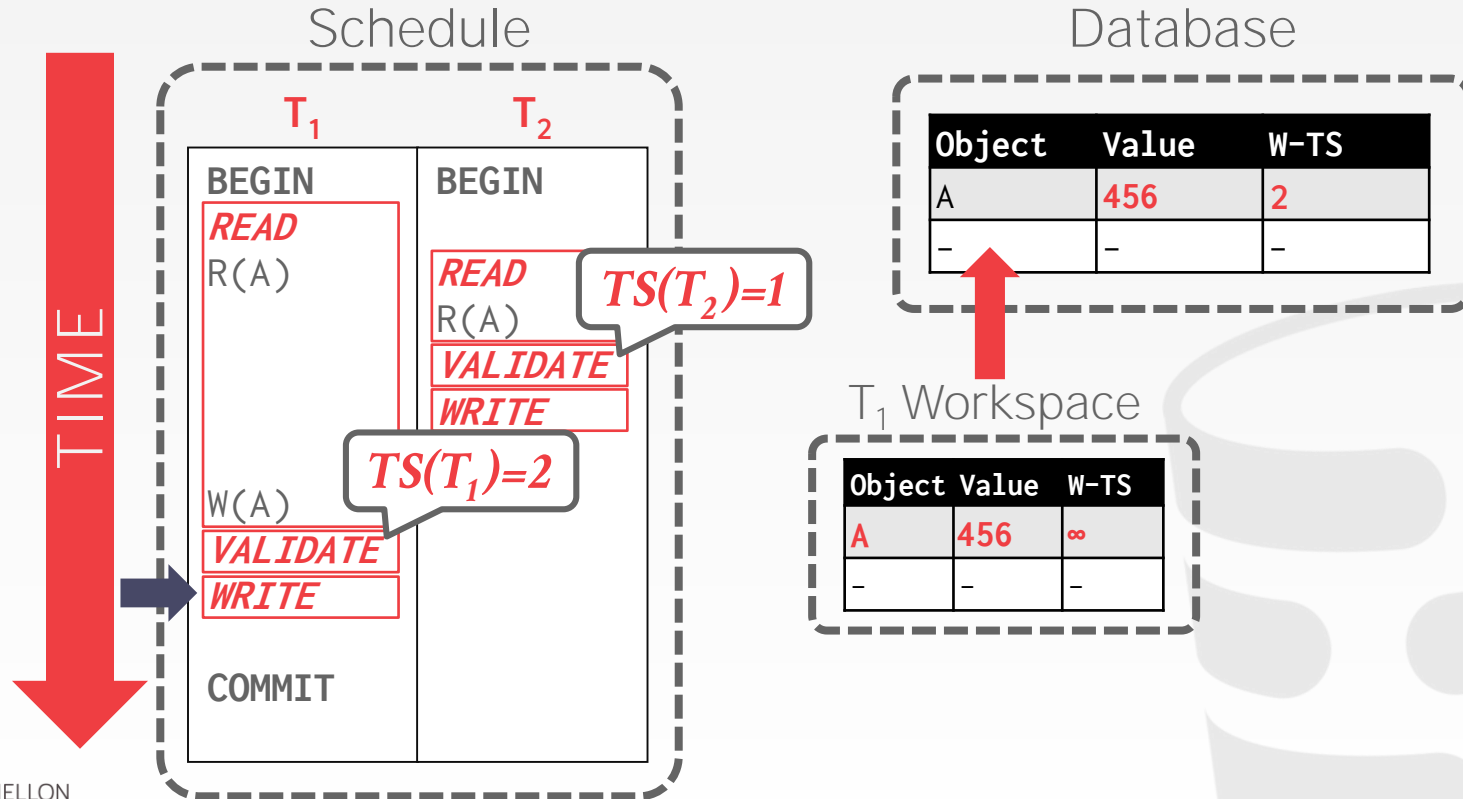 Schedule
Database
TIME
T₁ T₂
BEGIN BEGIN
READ
R(A)
READ
R(A)
TS(T₂)=1
VALIDATE
WRITE
TS(T₁)=2
W(A)
VALIDATE
WRITE
COMMIT
Object Value W-TS
A 456 2
– – –
T₁ Workspace
Object Value W-TS
A 456 ∞
– – –